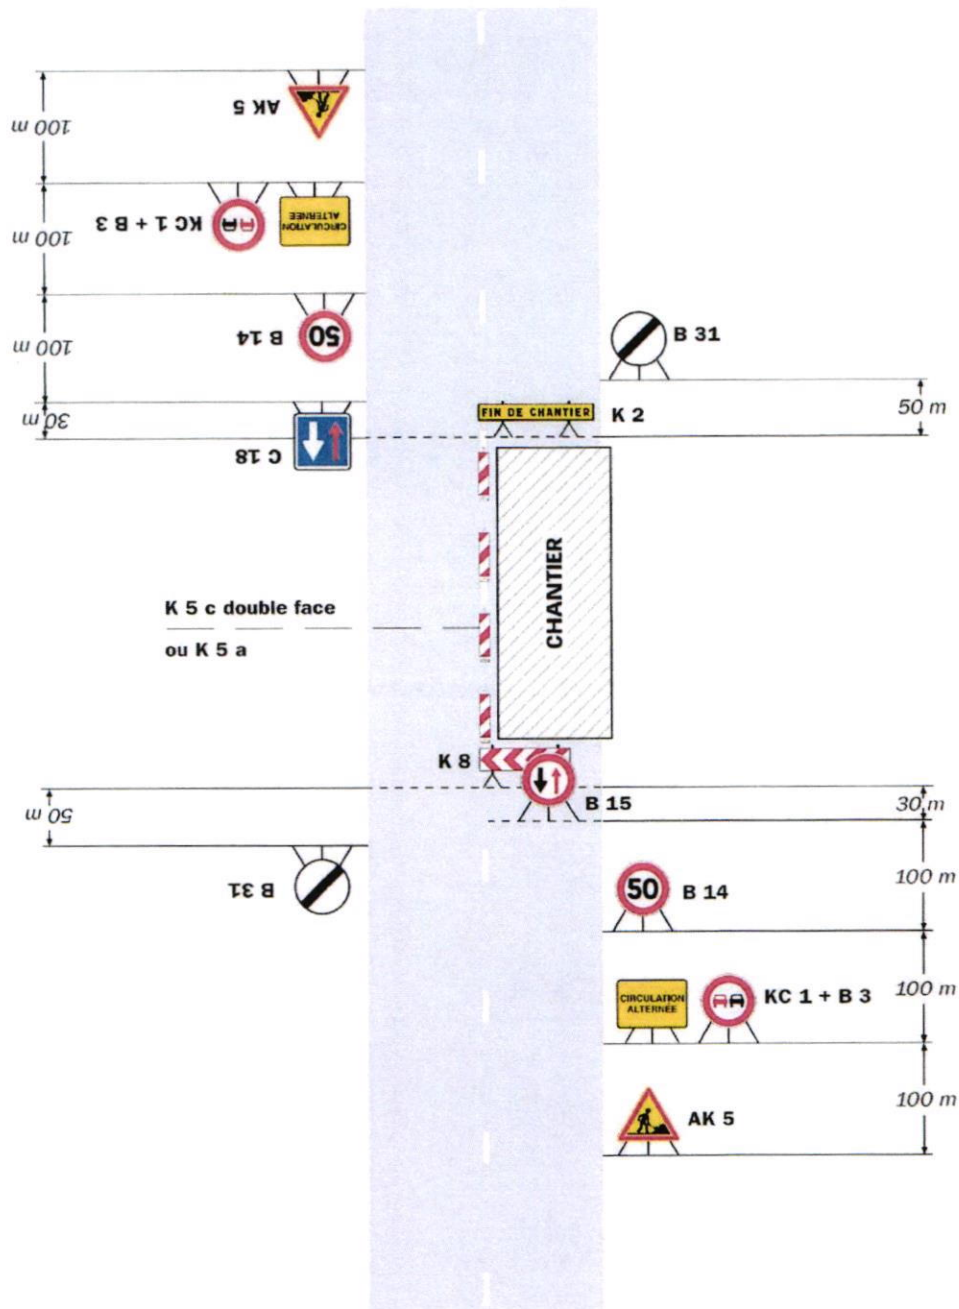 100 m
AK 5
100 m
KC 1 + B 3
CIRCULATION
ALTERNÉE
100 m
B 14
50
B 31
30 m
C 18
FIN DE CHANTIER
K 2
50 m
CHANTIER
K 5 c double face
ou K 5 a
K 8
B 15
50 m
30 m
B 31
50
B 14
100 m
CIRCULATION
ALTERNÉE
KC 1 + B 3
100 m
AK 5
100 m